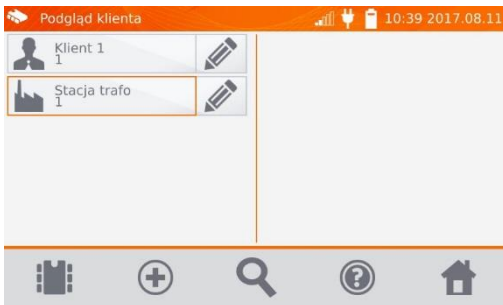 Podgląd klienta
10:39 2017.08.11
Klient 1
1
Stacja trafo
1